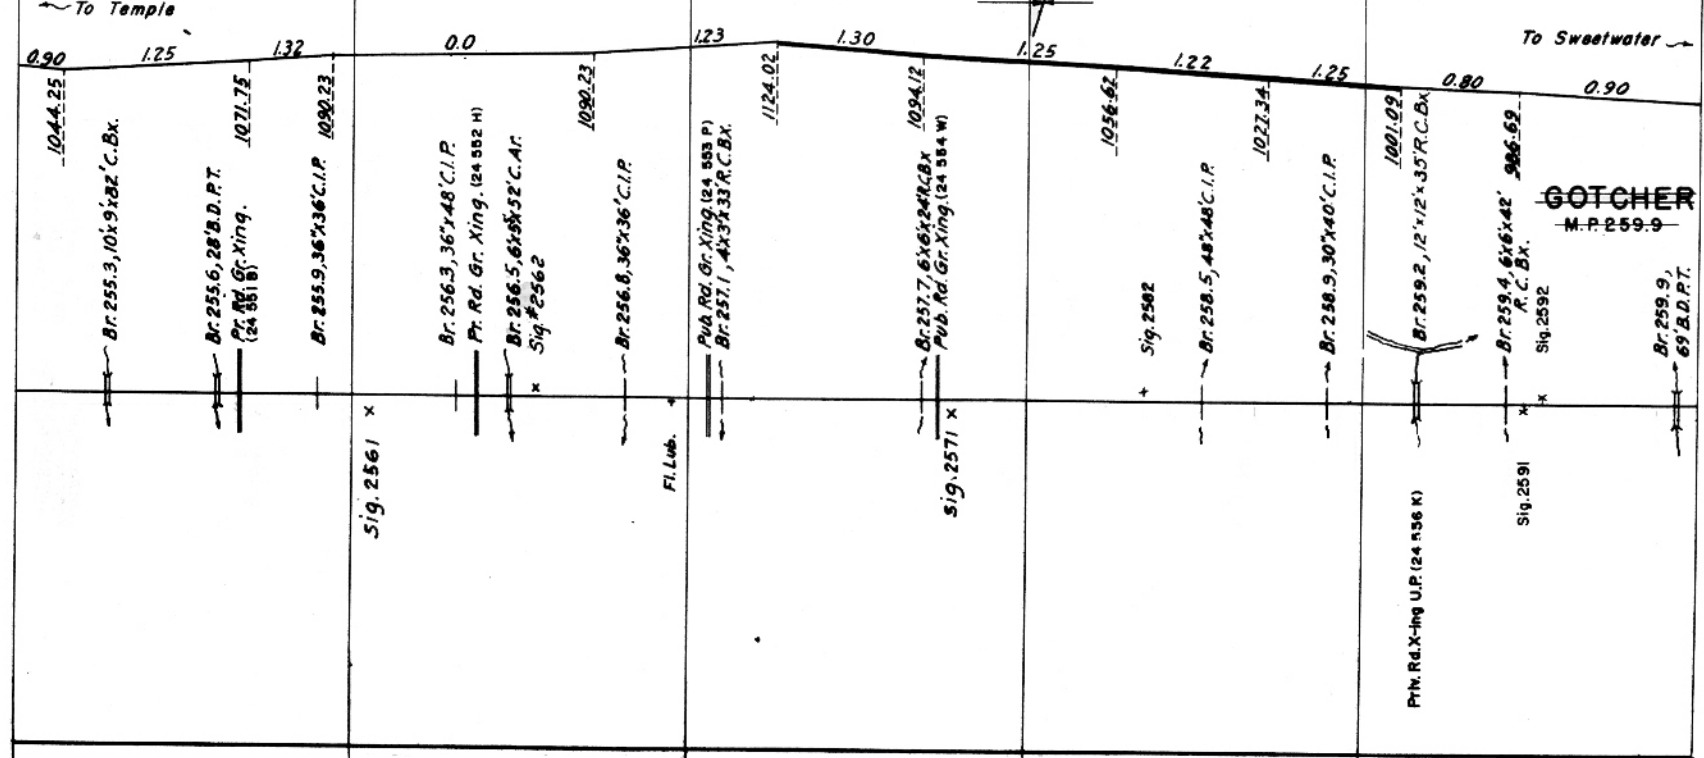 To Temple
To Sweetwater
0.90
1.25
1.32
0.0
1.23
1.30
1.25
1.22
1.25
0.80
0.90
1044.25
1071.75
1090.23
1090.23
1124.02
1094.12
1056.62
1027.34
1001.09
986.69
GOTCHER
M.P. 259.9
Br. 255.3, 10'x9'x82' C.Bx.
Br. 255.6, 28' B.D.P.T.
Pr. Rd. Gr. Xing.
(24 551 B)
Br. 255.9, 36"x36' C.I.P.
Br. 256.3, 36"x48' C.I.P.
Pr. Rd. Gr. Xing. (24 552 H)
Br. 256.5, 6'x5'x52' C.Ar.
Sig. #2562
Br. 256.8, 36"x36' C.I.P.
Pub. Rd. Gr. Xing. (24 553 P)
Br. 257.1, 4'x3'x33' R.C.Bx.
Br. 257.7, 6'x6'x24' R.C.Bx
Pub. Rd. Gr. Xing. (24 554 W)
Sig. 2582
Br. 258.5, 48"x48' C.I.P.
Br. 258.9, 30"x40' C.I.P.
Br. 259.2, 12'x12'x35' R.C.Bx.
Br. 259.4, 6'x6'x42'
R.C. Bx.
Sig. 2592
Br. 259.9,
69' B.D.P.T.
Sig. 2561
Fl. Lub.
Sig. 2571
Priv. Rd. X-ing U.P. (24 556 K)
Sig. 2591